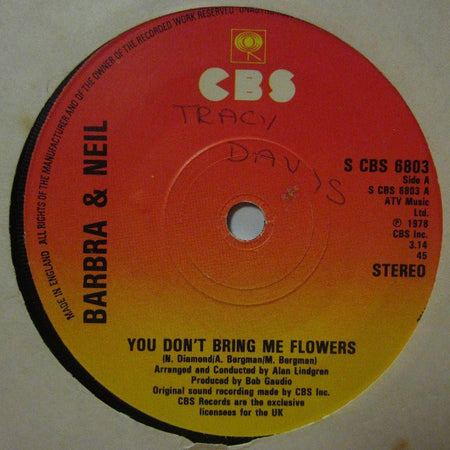 MADE IN ENGLAND ALL RIGHTS OF THE MANUFACTURER AND OF THE OWNER OF THE RECORDED WORK RESERVED
CBS
TRACY
DAVIS
BARBRA & NEIL
S CBS 6803
Side A
S CBS 6803 A
ATV Music
Ltd.
℗ 1978
CBS Inc.
3.14
45
STEREO
YOU DON'T BRING ME FLOWERS
(N. Diamond/A. Bergman/M. Bergman)
Arranged and Conducted by Alan Lindgren
Produced by Bob Gaudio
Original sound recording made by CBS Inc.
CBS Records are the exclusive
licensees for the UK